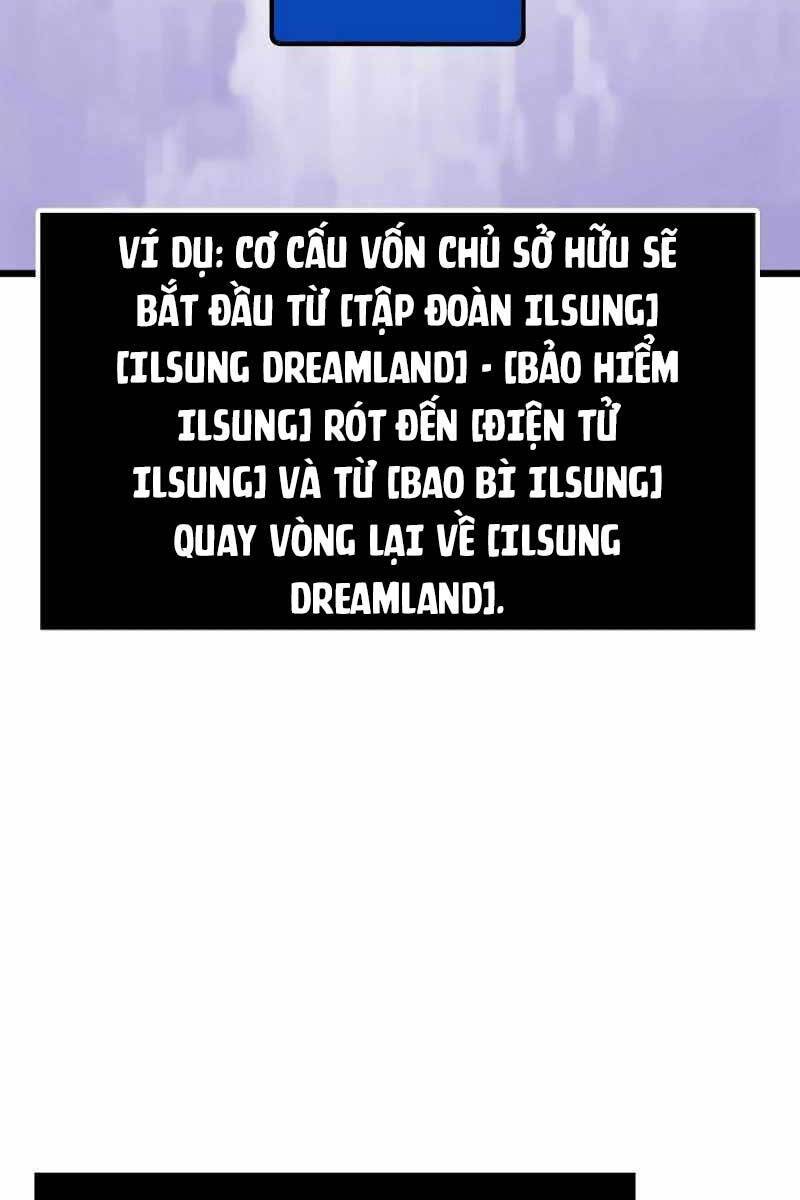 VÍ DỤ: CƠ CẤU VỐN CHỦ SỞ HỮU SẼ
BẮT ĐẦU TỪ [TẬP ĐOÀN ILSUNG]
[ILSUNG DREAMLAND] - [BẢO HIỂM
ILSUNG] RÓT ĐẾN [ĐIỆN TỬ
ILSUNG] VÀ TỪ [BAO BÌ ILSUNG]
QUAY VÒNG LẠI VỀ [ILSUNG
DREAMLAND].